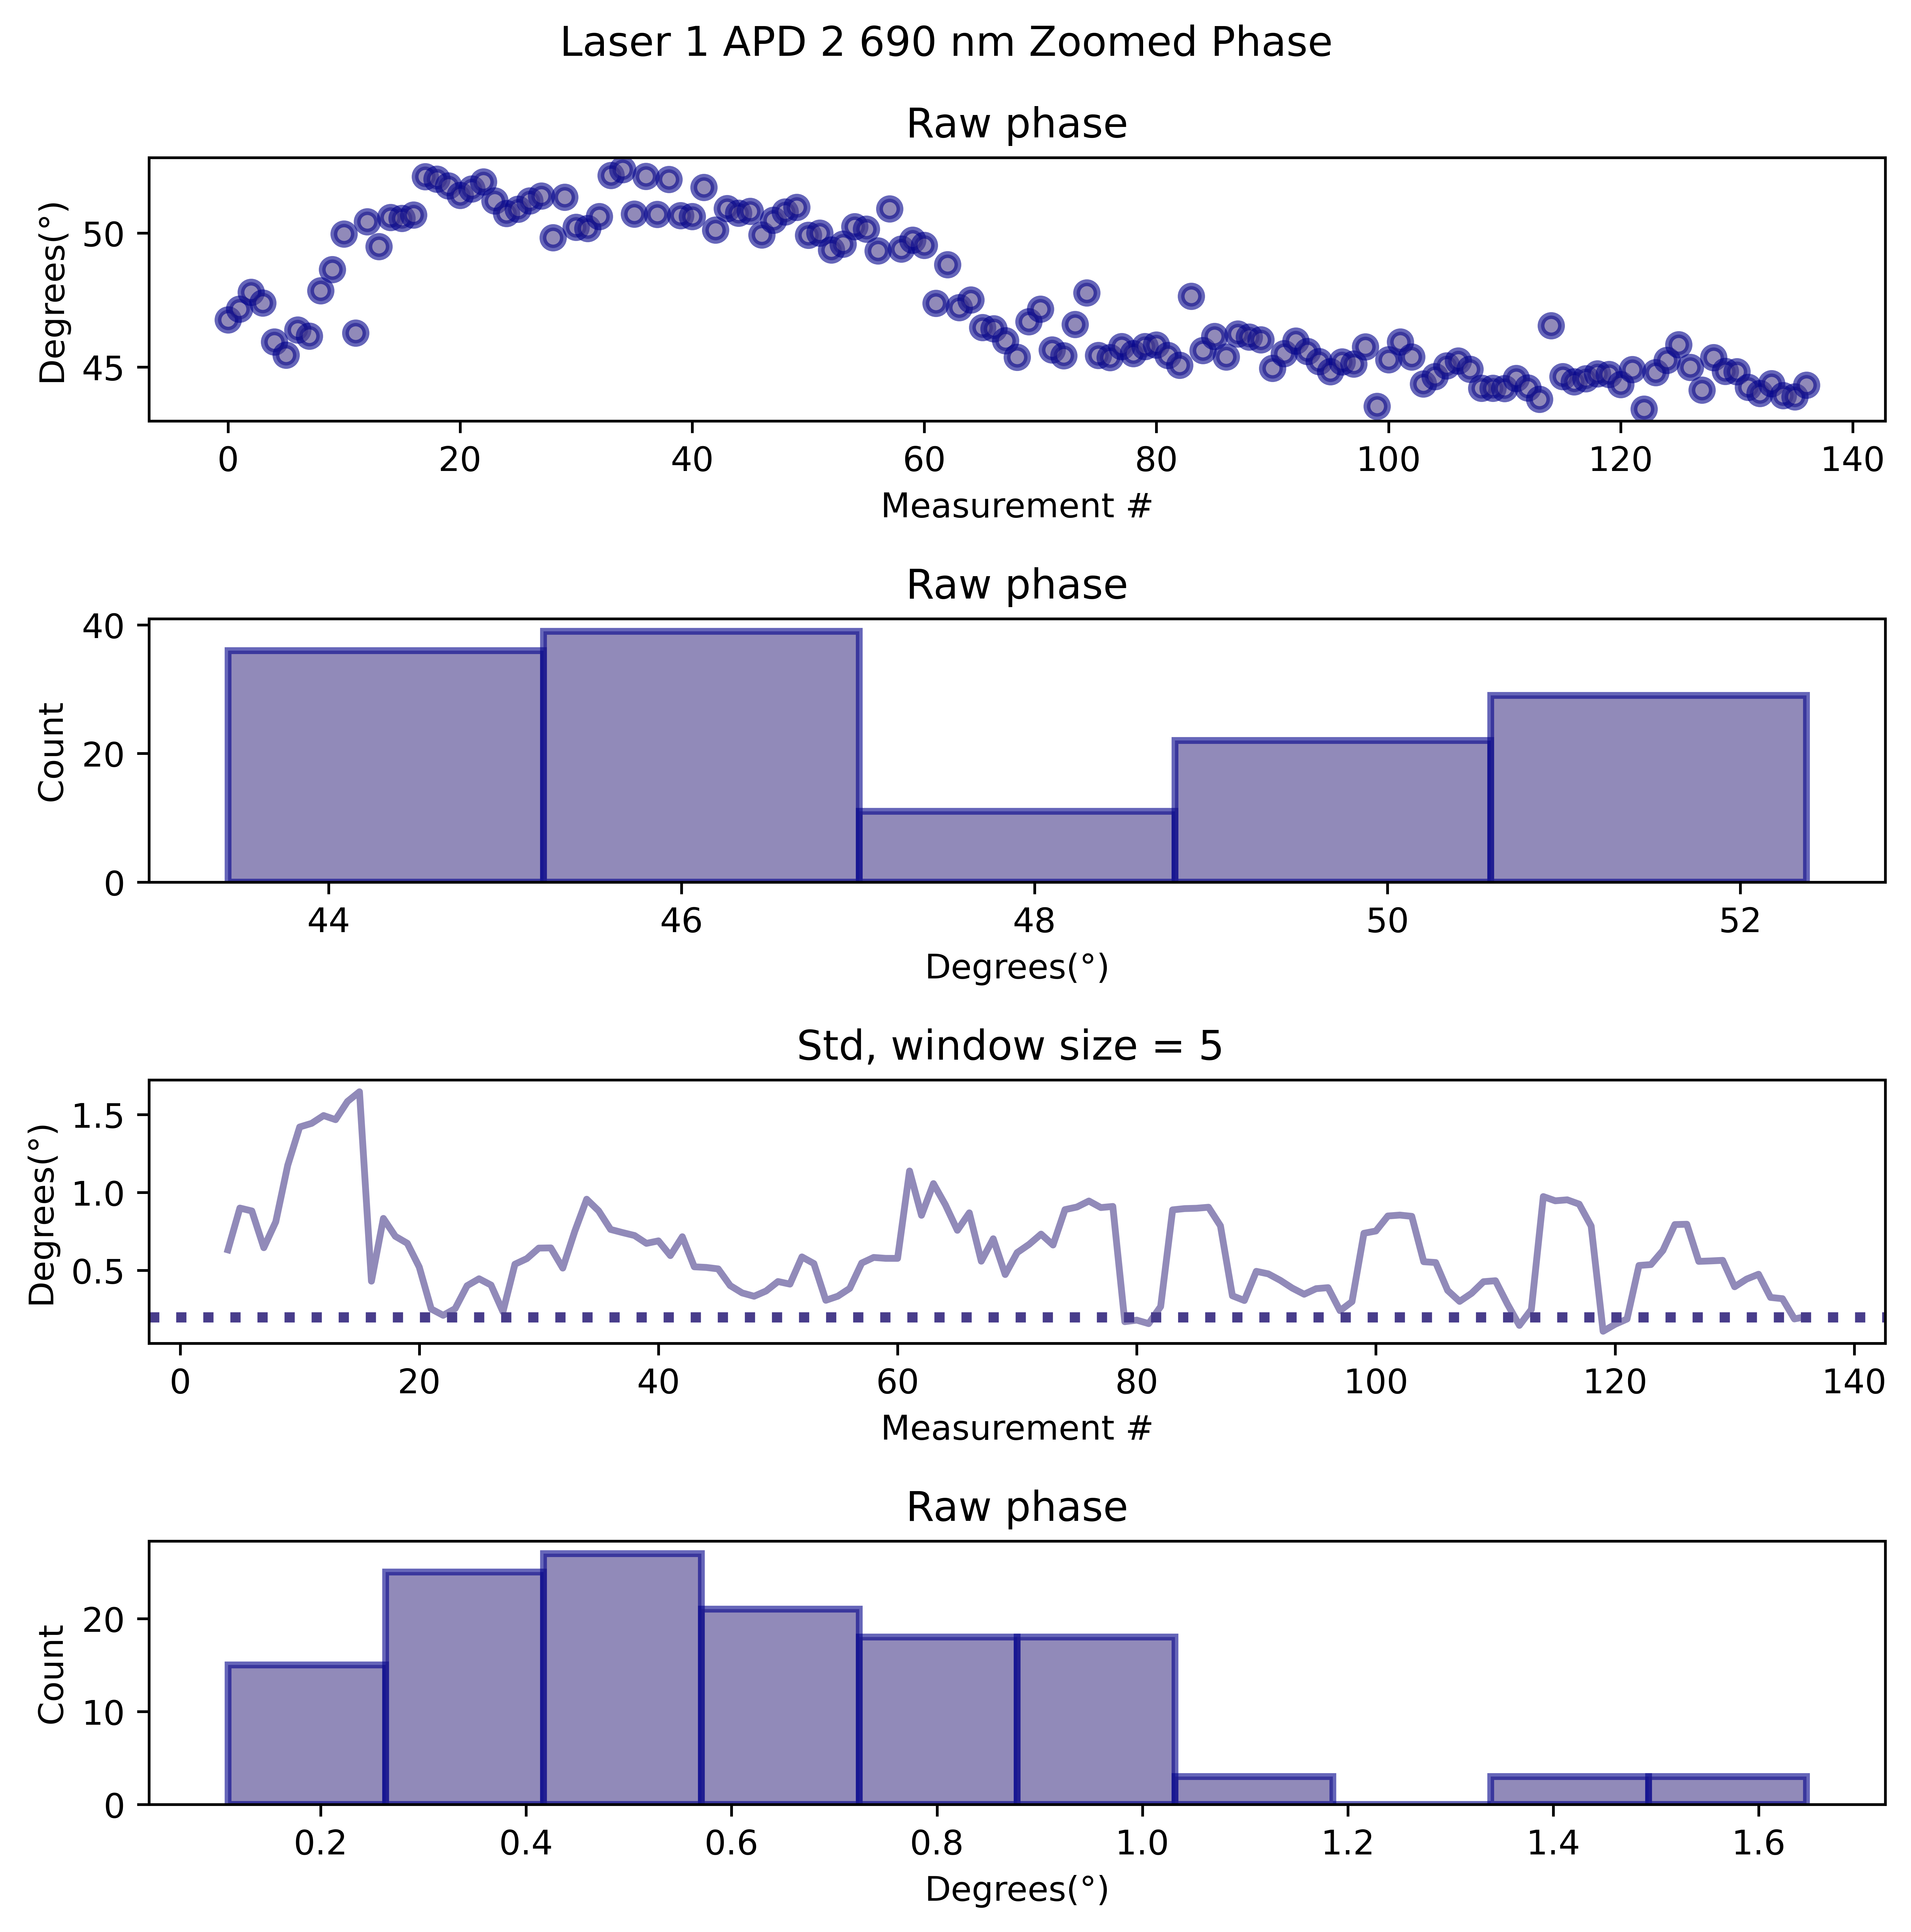 Laser 1 APD 2 690 nm Zoomed Phase
Raw phase
Degrees(°)
50
45
0 20 40 60 80 100 120 140
Measurement #
Raw phase
Count
40
20
0
44 46 48 50 52
Degrees(°)
Std, window size = 5
Degrees(°)
1.5
1.0
0.5
0 20 40 60 80 100 120 140
Measurement #
Raw phase
Count
20
10
0
0.2 0.4 0.6 0.8 1.0 1.2 1.4 1.6
Degrees(°)